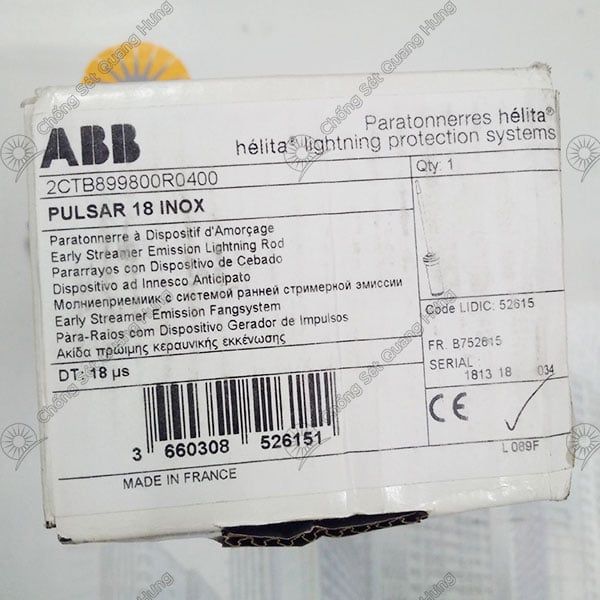 ABB
Paratonnerres hélita®
hélita® lightning protection systems
2CTB899800R0400
Qty: 1
PULSAR 18 INOX
Paratonnerre à Dispositif d'Amorçage
Early Streamer Emission Lightning Rod
Pararrayos con Dispositivo de Cebado
Dispositivo ad Innesco Anticipato
Молниеприемиик с системой ранней стримерной эмиссии
Early Streamer Emission Fangsystem
Pàra-Raios com Dispositivo Gerador de Impulsos
Ακίδα πρώιμης κεραυνικής εκκένωσης
Code LIDIC: 52615
FR. B752615
SERIAL :
1813 18 034
DT: 18 µs
CE
3 660308 526151
L 089F
MADE IN FRANCE
Chống Sét Quang Hưng